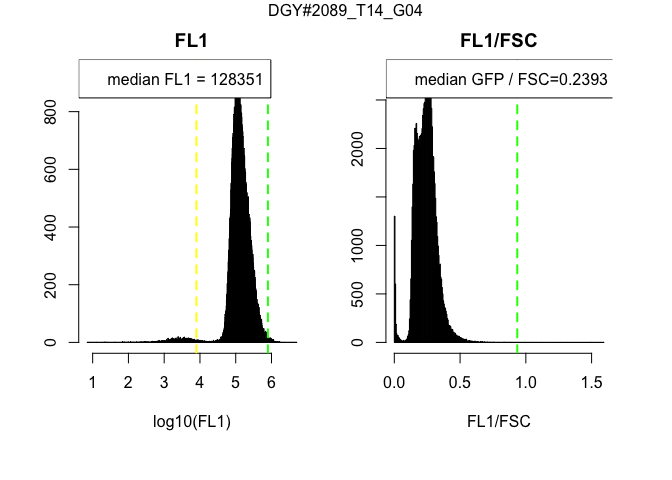 DGY#2089_T14_G04
FL1
FL1/FSC
median FL1 = 128351
median GFP / FSC=0.2393
0
200
400
600
800
1 2 3 4 5 6
log10(FL1)
0
500
1000
2000
0.0 0.5 1.0 1.5
FL1/FSC